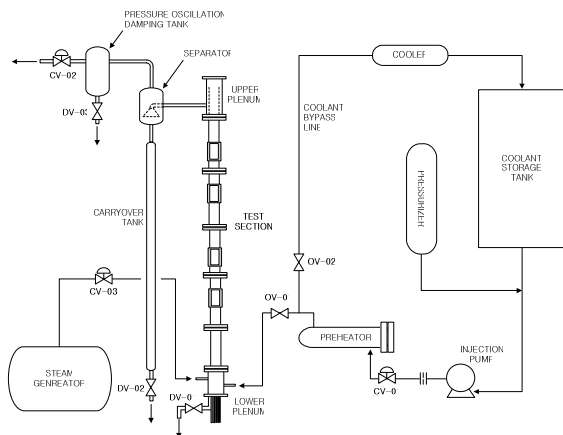 PRESSURE OSCILLATION
DAMPING TANK
SEPARATOR
CV-02
DV-03
UPPER
PLENUM
COOLER
COOLANT
BYPASS
LINE
COOLANT
STORAGE
TANK
PRESSURIZER
CARRYOVER
TANK
TEST
SECTION
CV-03
OV-02
OV-0
PREHEATOR
INJECTION
PUMP
CV-0
STEAM
GENREATOR
DV-02
DV-0
LOWER
PLENUM